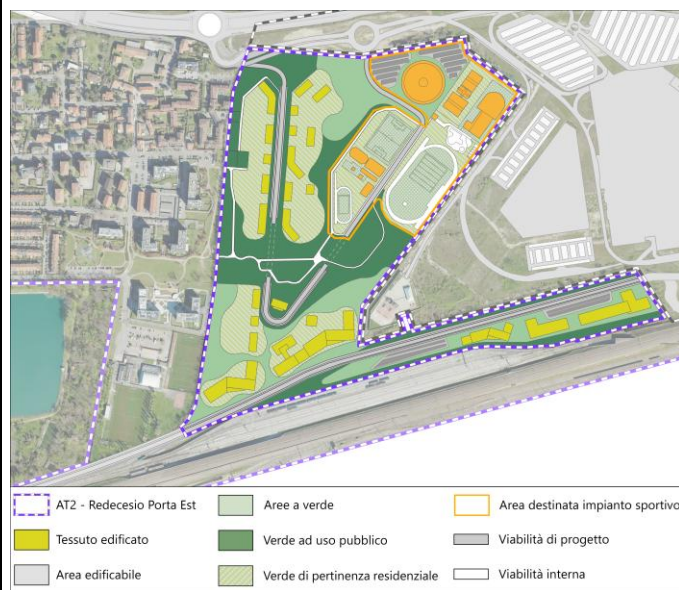 AT2 - Redecesio Porta Est
Aree a verde
Area destinata impianto sportivo
Tessuto edificato
Verde ad uso pubblico
Viabilità di progetto
Area edificabile
Verde di pertinenza residenziale
Viabilità interna